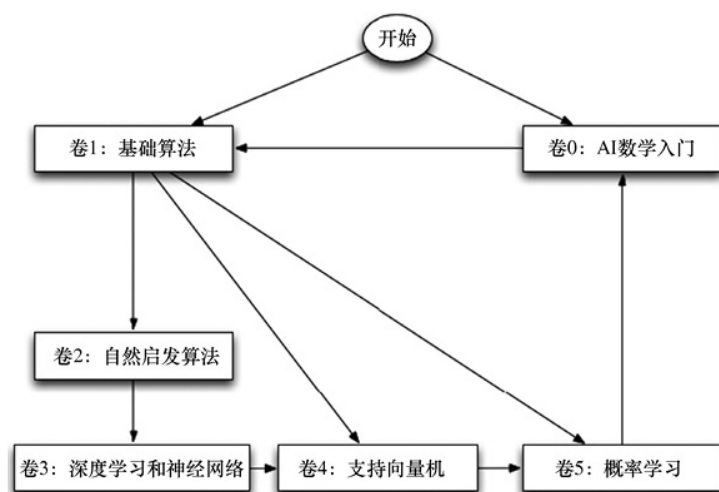 开始
卷1：基础算法
卷0：AI数学入门
卷2：自然启发算法
卷3：深度学习和神经网络
卷4：支持向量机
卷5：概率学习